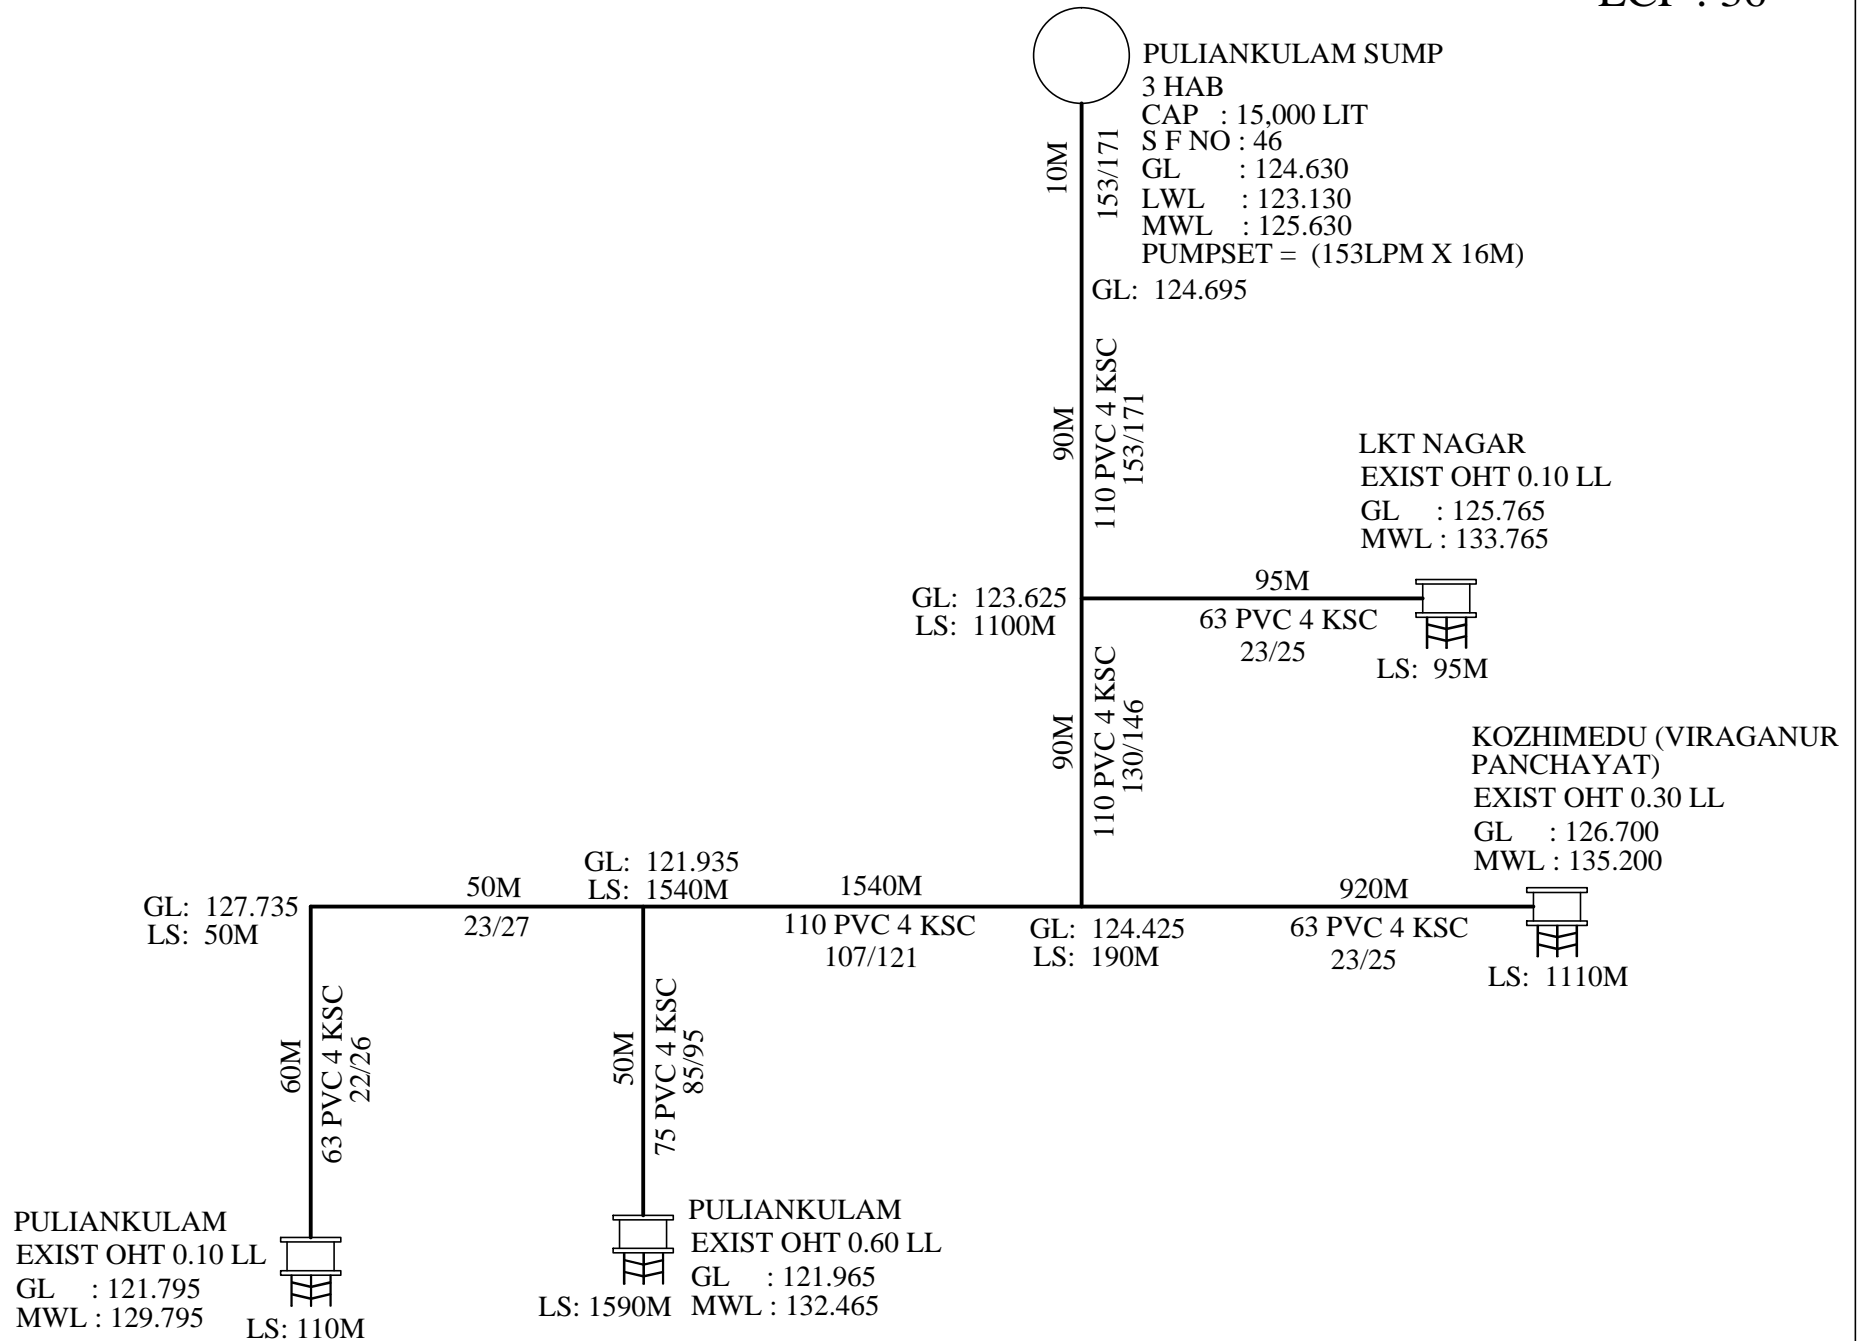 PULIANKULAM SUMP
3 HAB
CAP : 15,000 LIT
S F NO : 46
GL : 124.630
LWL : 123.130
MWL : 125.630
PUMPSET = (153LPM X 16M)
10M
153/171
GL: 124.695
90M
110 PVC 4 KSC
153/171
LKT NAGAR
EXIST OHT 0.10 LL
GL : 125.765
MWL : 133.765
GL: 123.625
LS: 1100M
95M
63 PVC 4 KSC
23/25
LS: 95M
90M
110 PVC 4 KSC
130/146
KOZHIMEDU (VIRAGANUR
PANCHAYAT)
EXIST OHT 0.30 LL
GL : 126.700
MWL : 135.200
GL: 127.735
LS: 50M
50M
23/27
GL: 121.935
LS: 1540M
1540M
110 PVC 4 KSC
107/121
GL: 124.425
LS: 190M
920M
63 PVC 4 KSC
23/25
LS: 1110M
60M
63 PVC 4 KSC
22/26
50M
75 PVC 4 KSC
85/95
PULIANKULAM
EXIST OHT 0.10 LL
GL : 121.795
MWL : 129.795
LS: 110M
PULIANKULAM
EXIST OHT 0.60 LL
GL : 121.965
MWL : 132.465
LS: 1590M